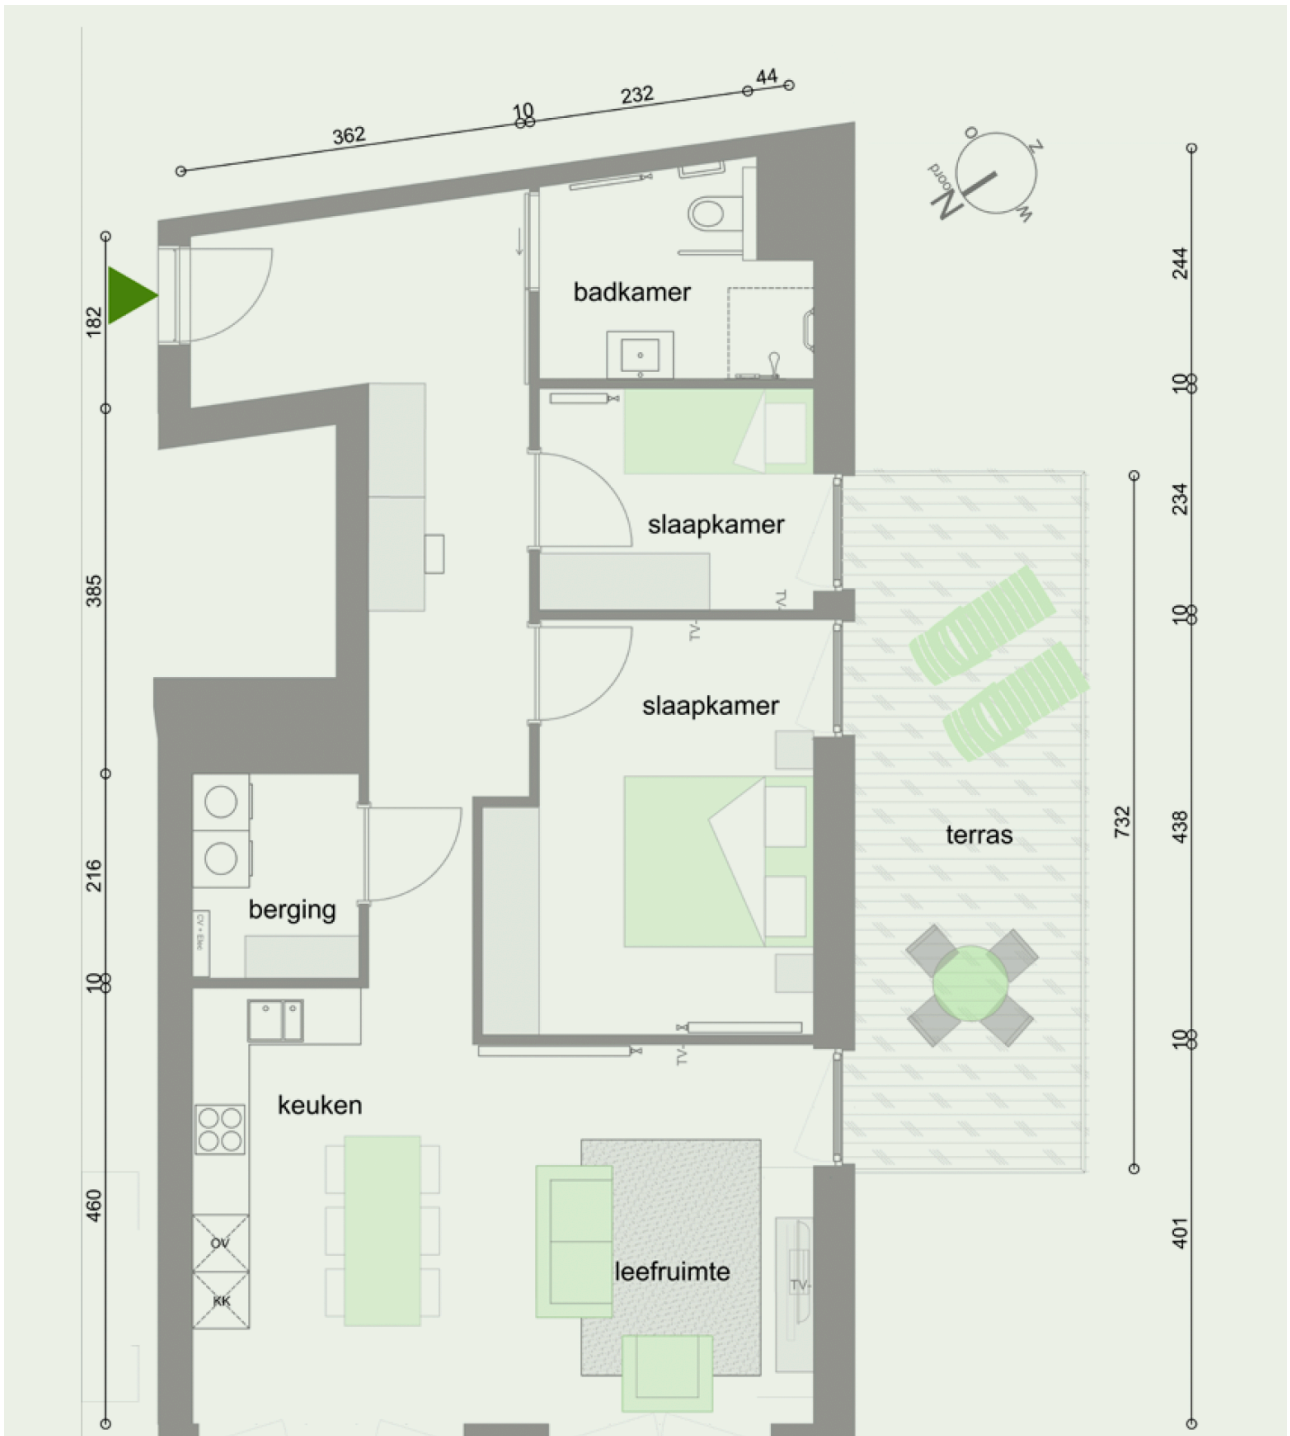 44
232
10
362
O
Z
Noord
W
244
182
badkamer
10
234
slaapkamer
385
TV
10
TV
slaapkamer
732
438
terras
216
berging
CV + Elec
10
10
TV
keuken
460
401
OV
leefruimte
TV
KK